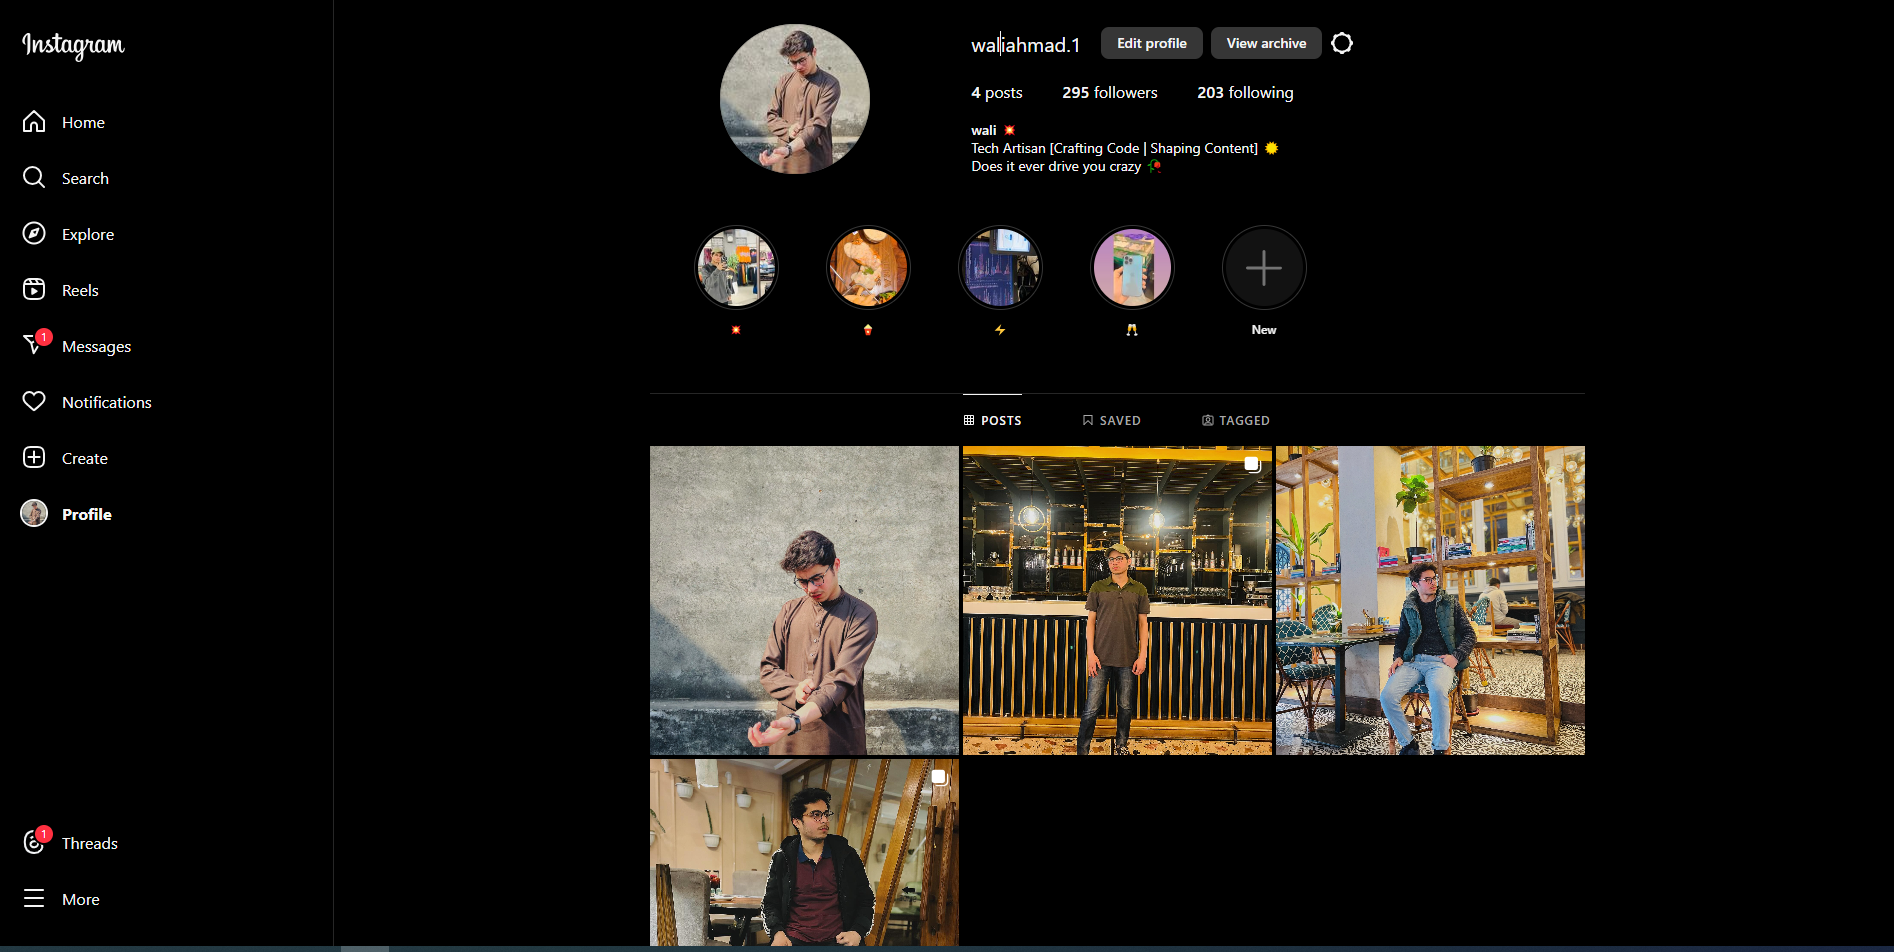 Instagram
Home
Search
Explore
Reels
1
Messages
Notifications
Create
Profile
1
Threads
More
waliahmad.1
Edit profile
View archive
4 posts
295 followers
203 following
wali 💥
Tech Artisan [Crafting Code | Shaping Content] 🌟
Does it ever drive you crazy 🥀
💥
🍿
⚡
🥂
New
POSTS
SAVED
TAGGED